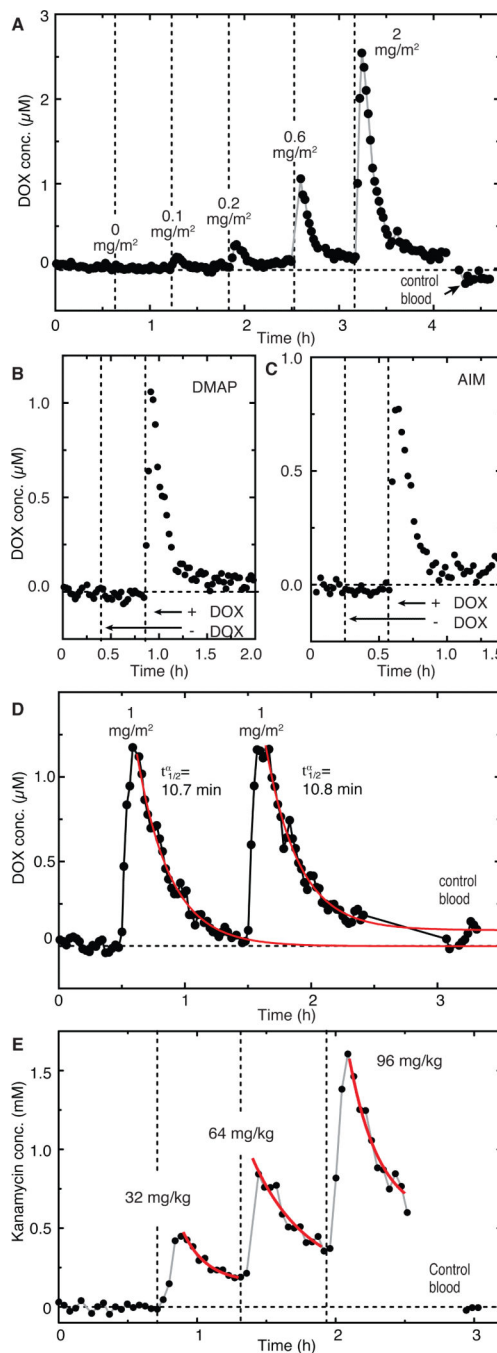 A
DOX conc. (µM)
3
2
1
0
0
mg/m²
0.1
mg/m²
0.2
mg/m²
0.6
mg/m²
2
mg/m²
control
blood
0 1 2 3 4
Time (h)
B
DMAP
DOX conc. (µM)
1.0
0.5
0.0
+ DOX
- DOX
0 0.5 1.0 1.5 2.0
Time (h)
C
AIM
1.0
0.5
0.0
+ DOX
- DOX
0 0.5 1.0 1.5
Time (h)
D
DOX conc. (µM)
1.0
0.5
0
1
mg/m²
t^α_1/2=
10.7 min
1
mg/m²
t^α_1/2=
10.8 min
control
blood
0 1 2 3
Time (h)
E
Kanamycin conc. (mM)
1.5
1.0
0.5
0
32 mg/kg
64 mg/kg
96 mg/kg
Control
blood
0 1 2 3
Time (h)